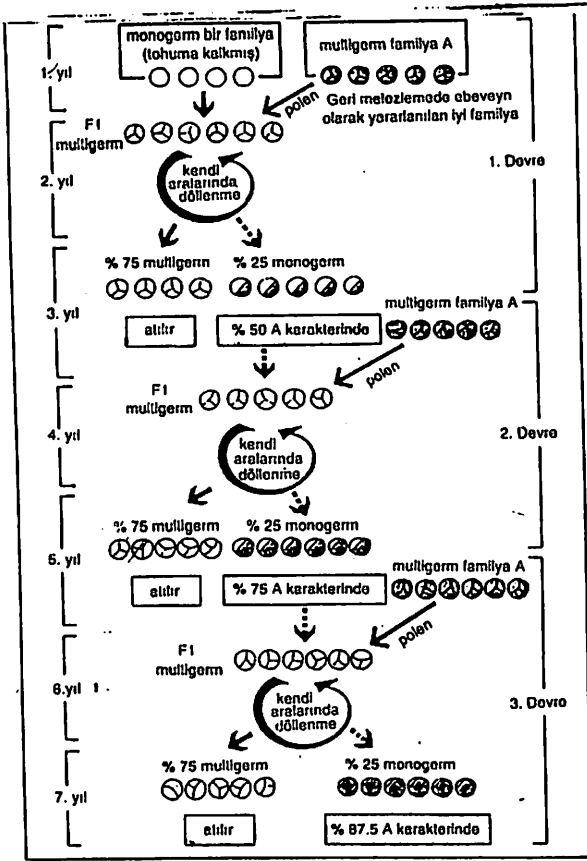 monogerm bir familya
(tohuma kalkmış)
multigerm familya A
1. yıl
polen
Geri melezlemede ebeveyn
olarak yararlanılan iyi familya
F1
multigerm
1. Devre
2. yıl
kendi
aralarında
döllenme
% 75 multigerm
% 25 monogerm
3. yıl
multigerm familya A
atılır
% 50 A karakterinde
polen
F1
multigerm
4. yıl
2. Devre
kendi
aralarında
döllenme
% 75 multigerm
% 25 monogerm
5. yıl
multigerm familya A
atılır
% 75 A karakterinde
polen
F1
multigerm
6. yıl
3. Devre
kendi
aralarında
döllenme
% 75 multigerm
% 25 monogerm
7. yıl
atılır
% 87.5 A karakterinde